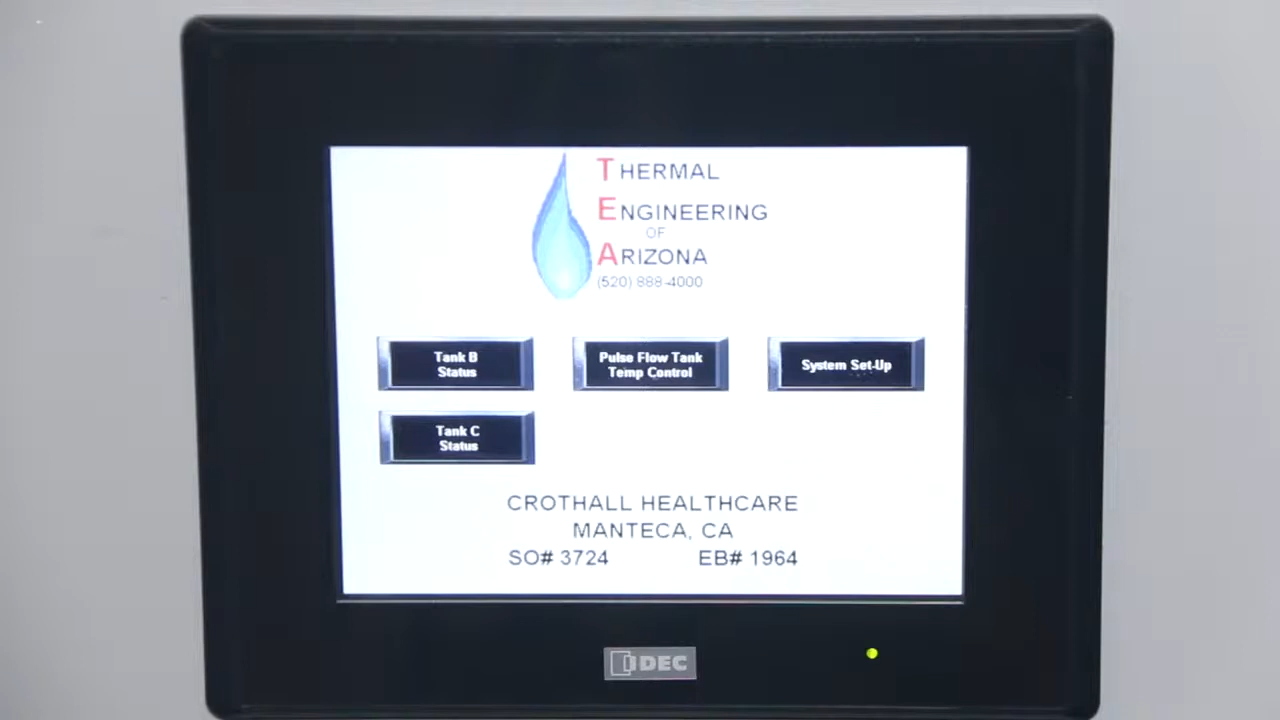 THERMAL
ENGINEERING
OF
ARIZONA
(520) 888-4000
Tank B
Status
Pulse Flow Tank
Temp Control
System Set-Up
Tank C
Status
CROTHALL HEALTHCARE
MANTECA, CA
SO# 3724 EB# 1964
IDEC